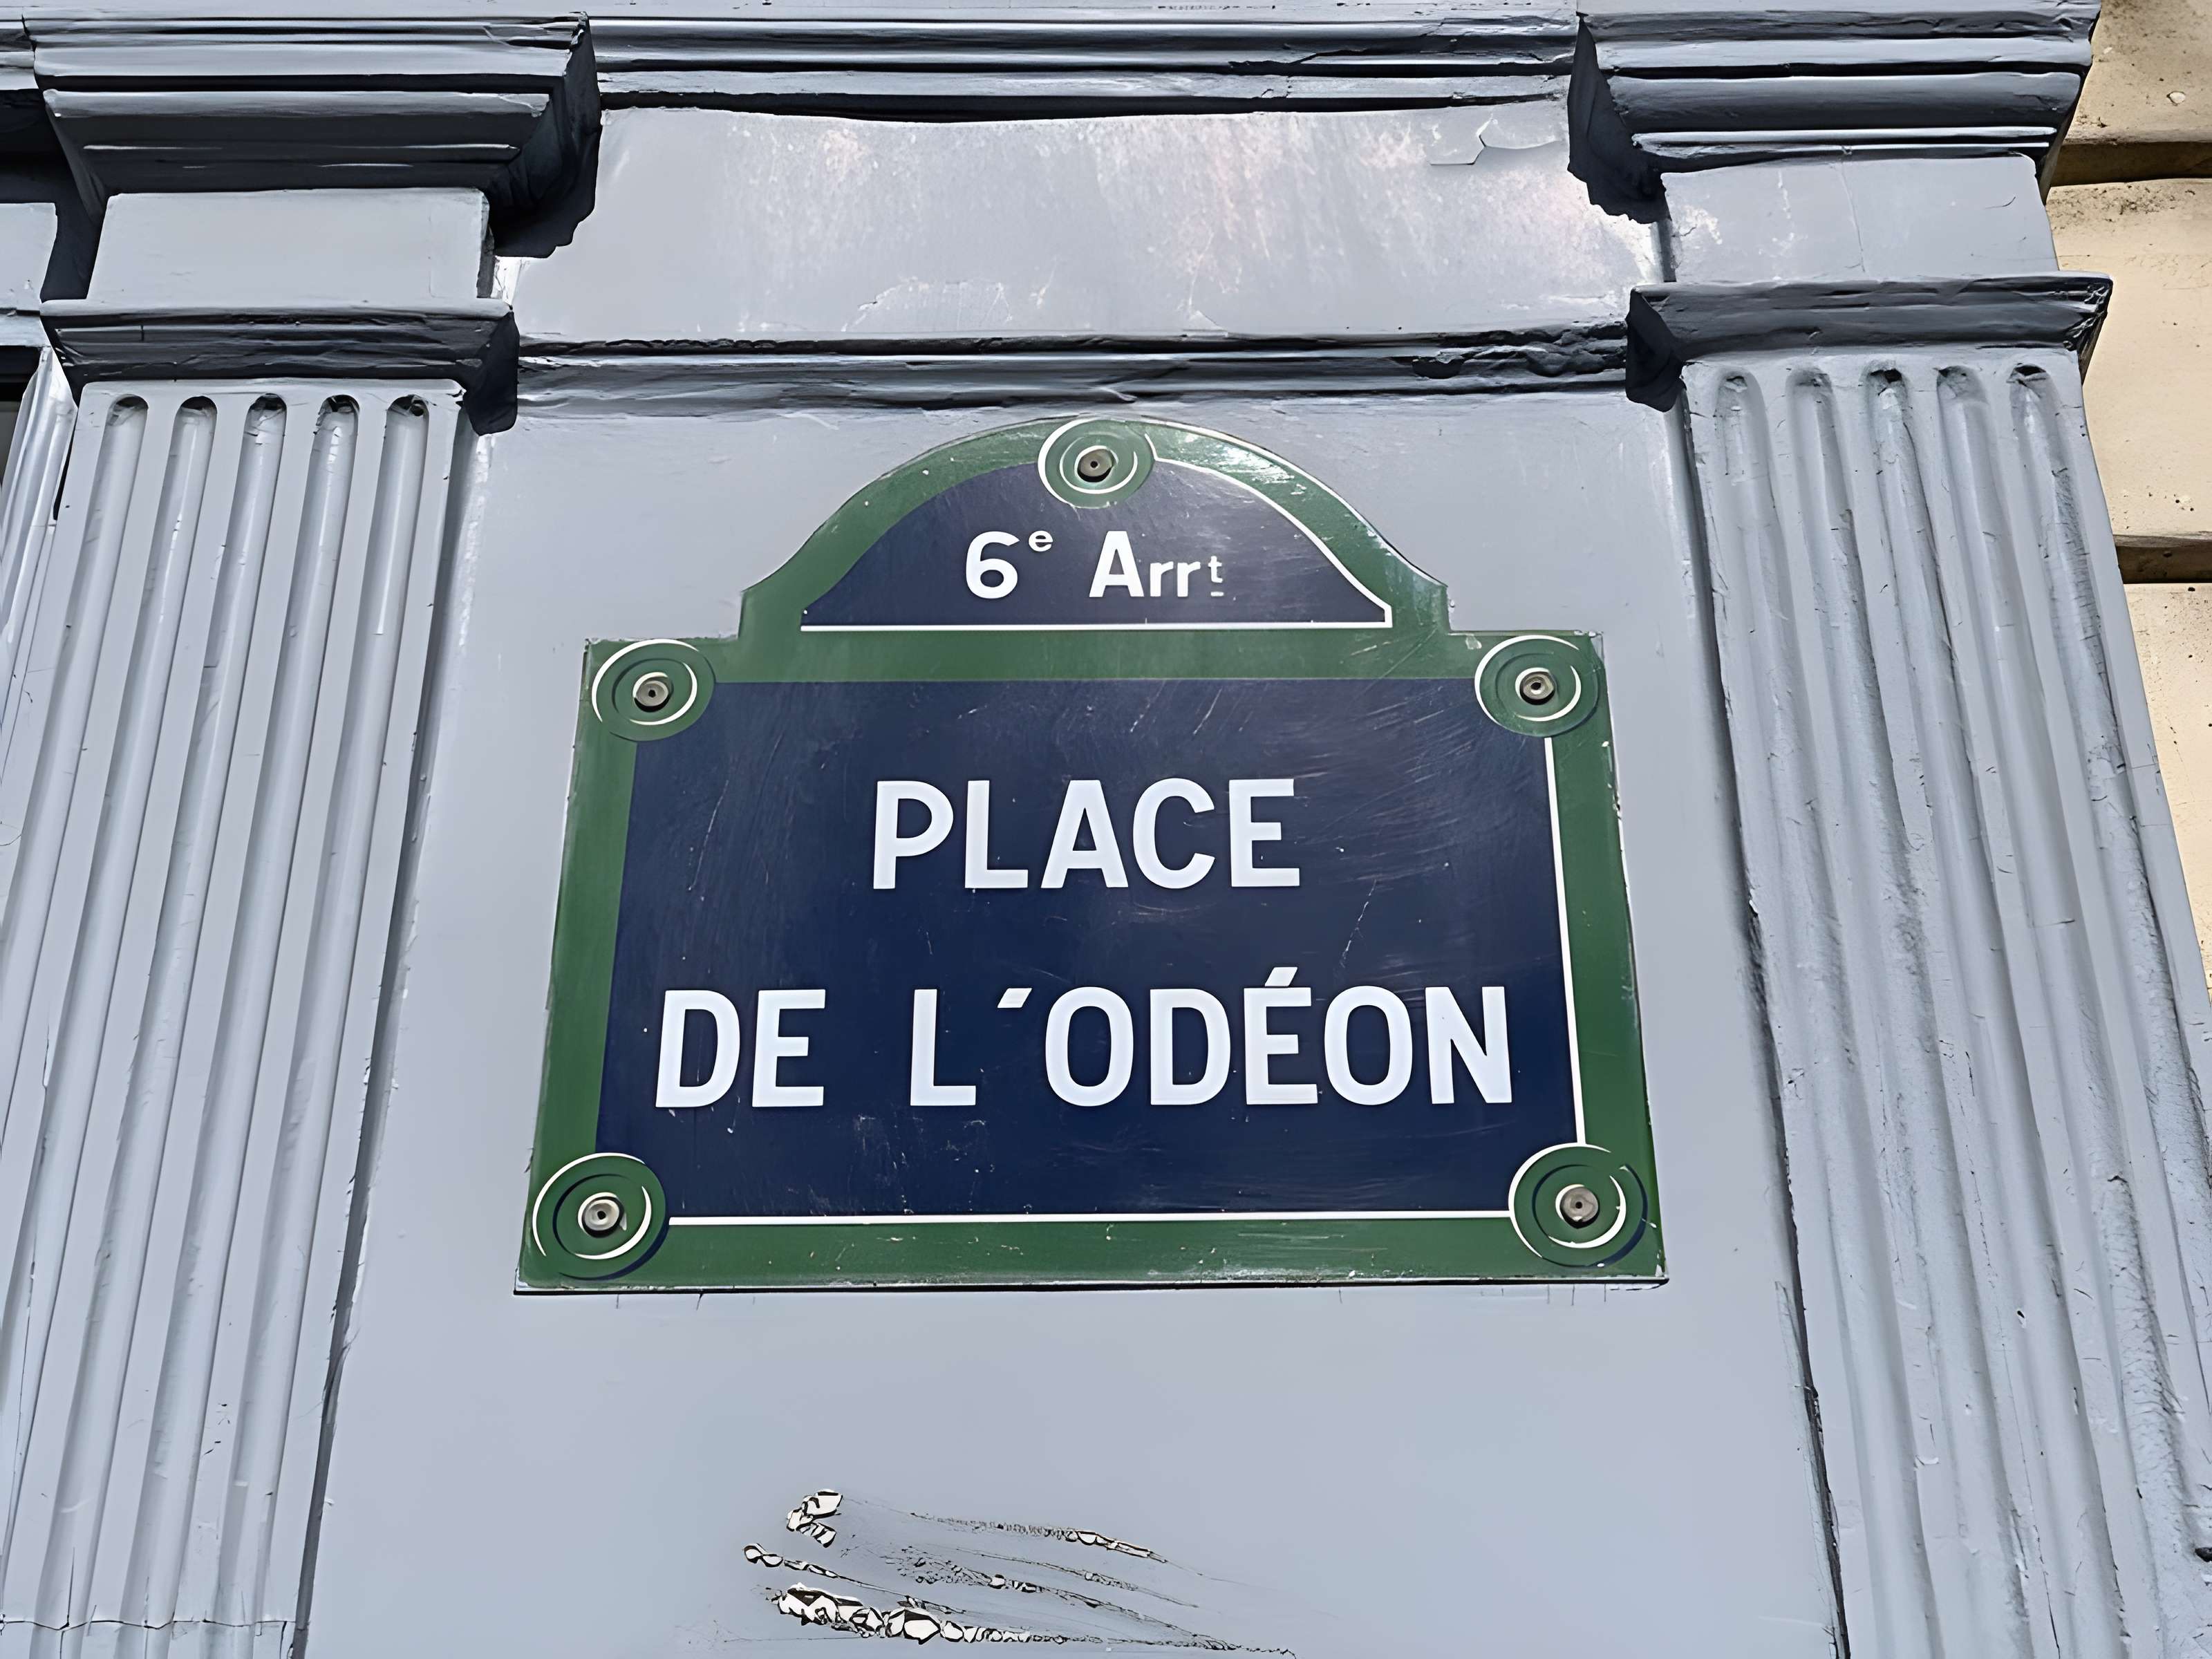 6e Arrt
PLACE
DE L'ODÉON